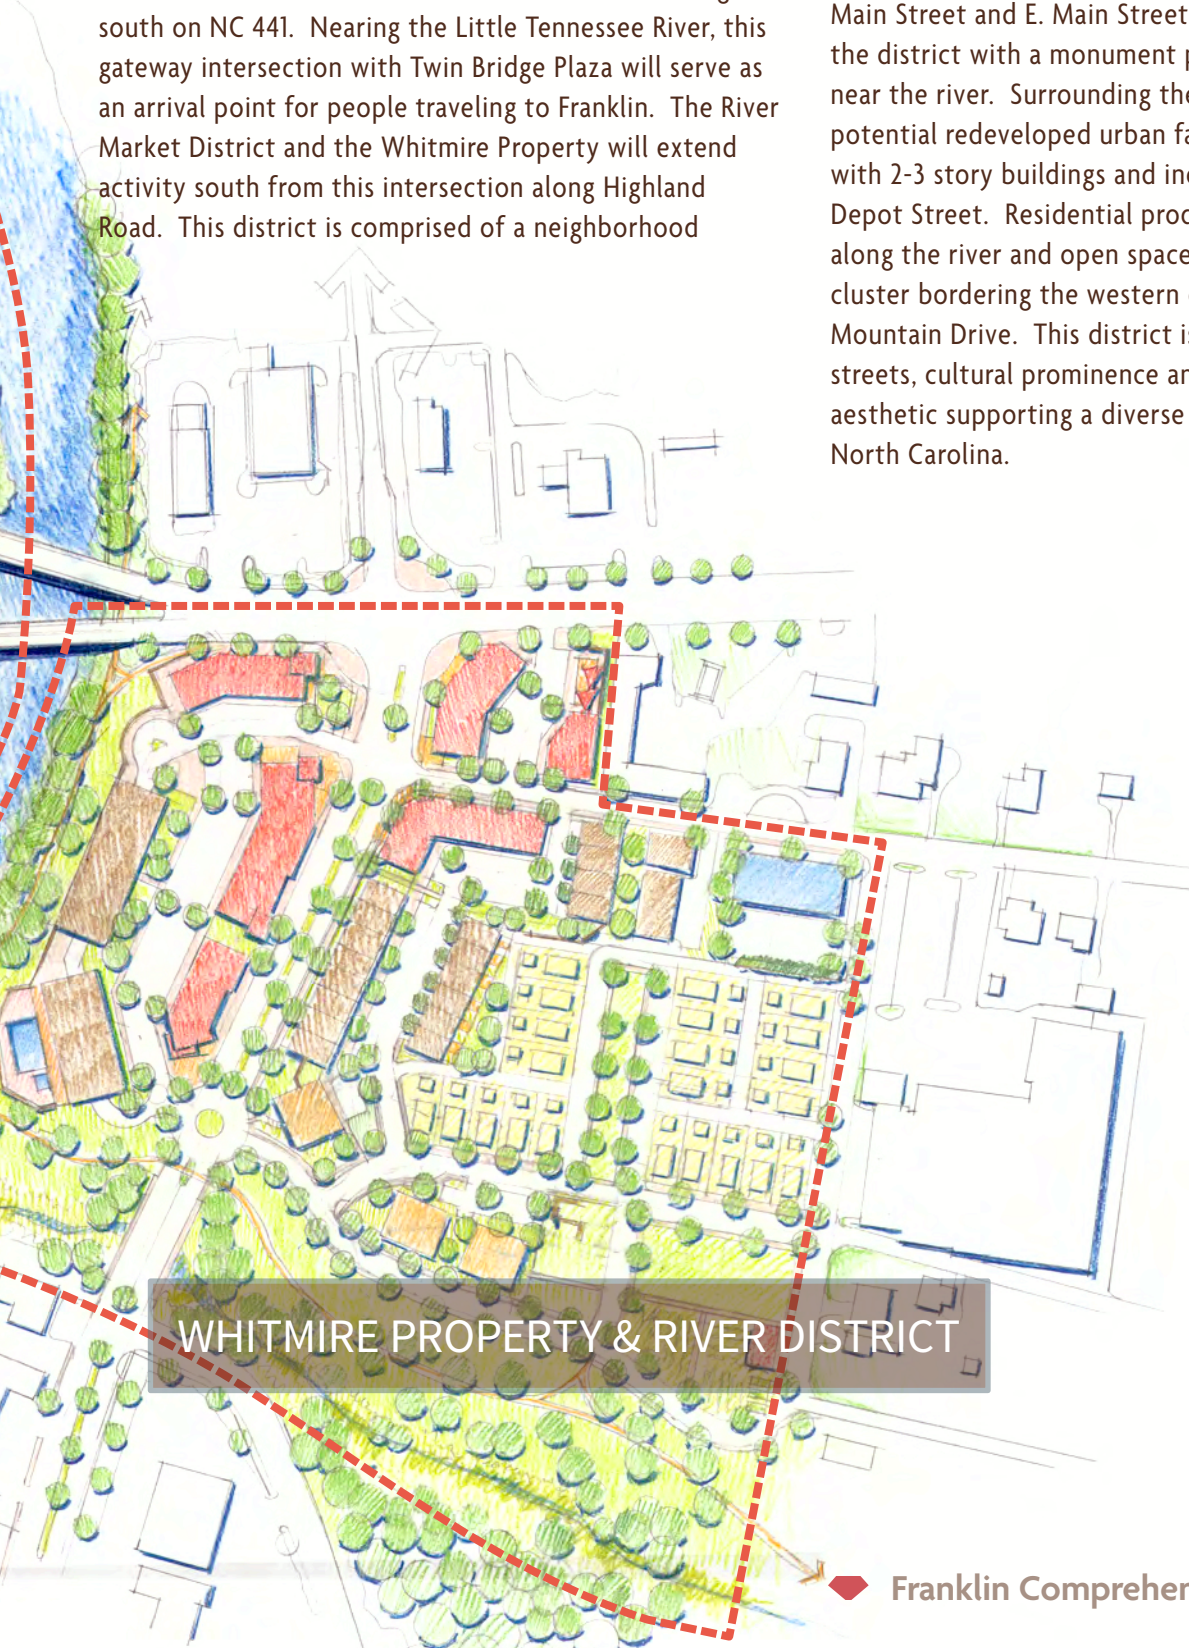 south on NC 441. Nearing the Little Tennessee River, this
gateway intersection with Twin Bridge Plaza will serve as
an arrival point for people traveling to Franklin. The River
Market District and the Whitmire Property will extend
activity south from this intersection along Highland
Road. This district is comprised of a neighborhood
Main Street and E. Main Street
the district with a monument
near the river. Surrounding the
potential redeveloped urban
with 2-3 story buildings and
Depot Street. Residential
along the river and open space
cluster bordering the western
Mountain Drive. This district
streets, cultural prominence
aesthetic supporting a diverse
North Carolina.
WHITMIRE PROPERTY & RIVER DISTRICT
Franklin